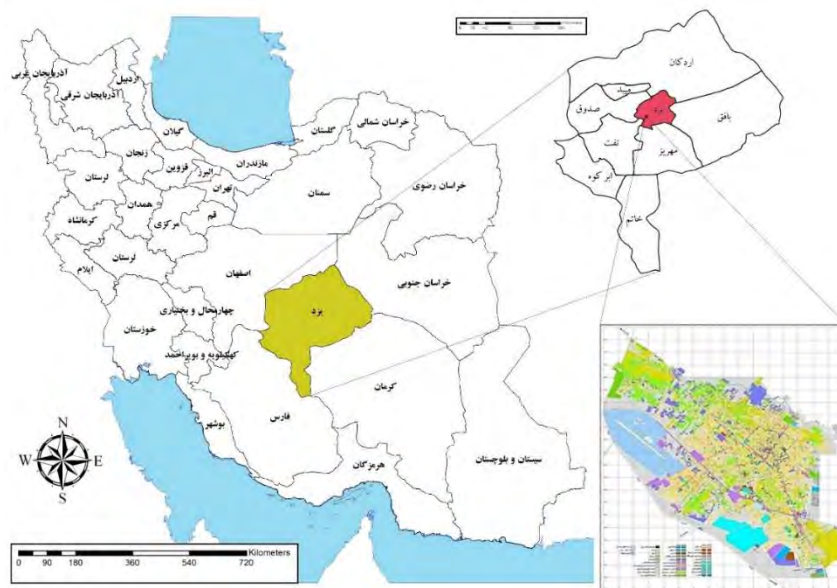 آذربایجان غربی
آذربایجان شرقی
اردبیل
گیلان
زنجان
لرستان
کرمانشاه
همدان
قزوین
البرز
تهران
مازندران
گلستان
خراسان شمالی
خراسان رضوی
سمنان
قم
مرکزی
ایلام
لرستان
اصفهان
خراسان جنوبی
یزد
چهارمحال و بختیاری
خوزستان
کهگیلویه و بویراحمد
فارس
بوشهر
کرمان
هرمزگان
سیستان و بلوچستان
N
W E
S
Kilometers
0 90 180 360 540 720
اردکان
میبد
صدوق
یزد
بافق
تفت
مهریز
ابرکوه
خاتم